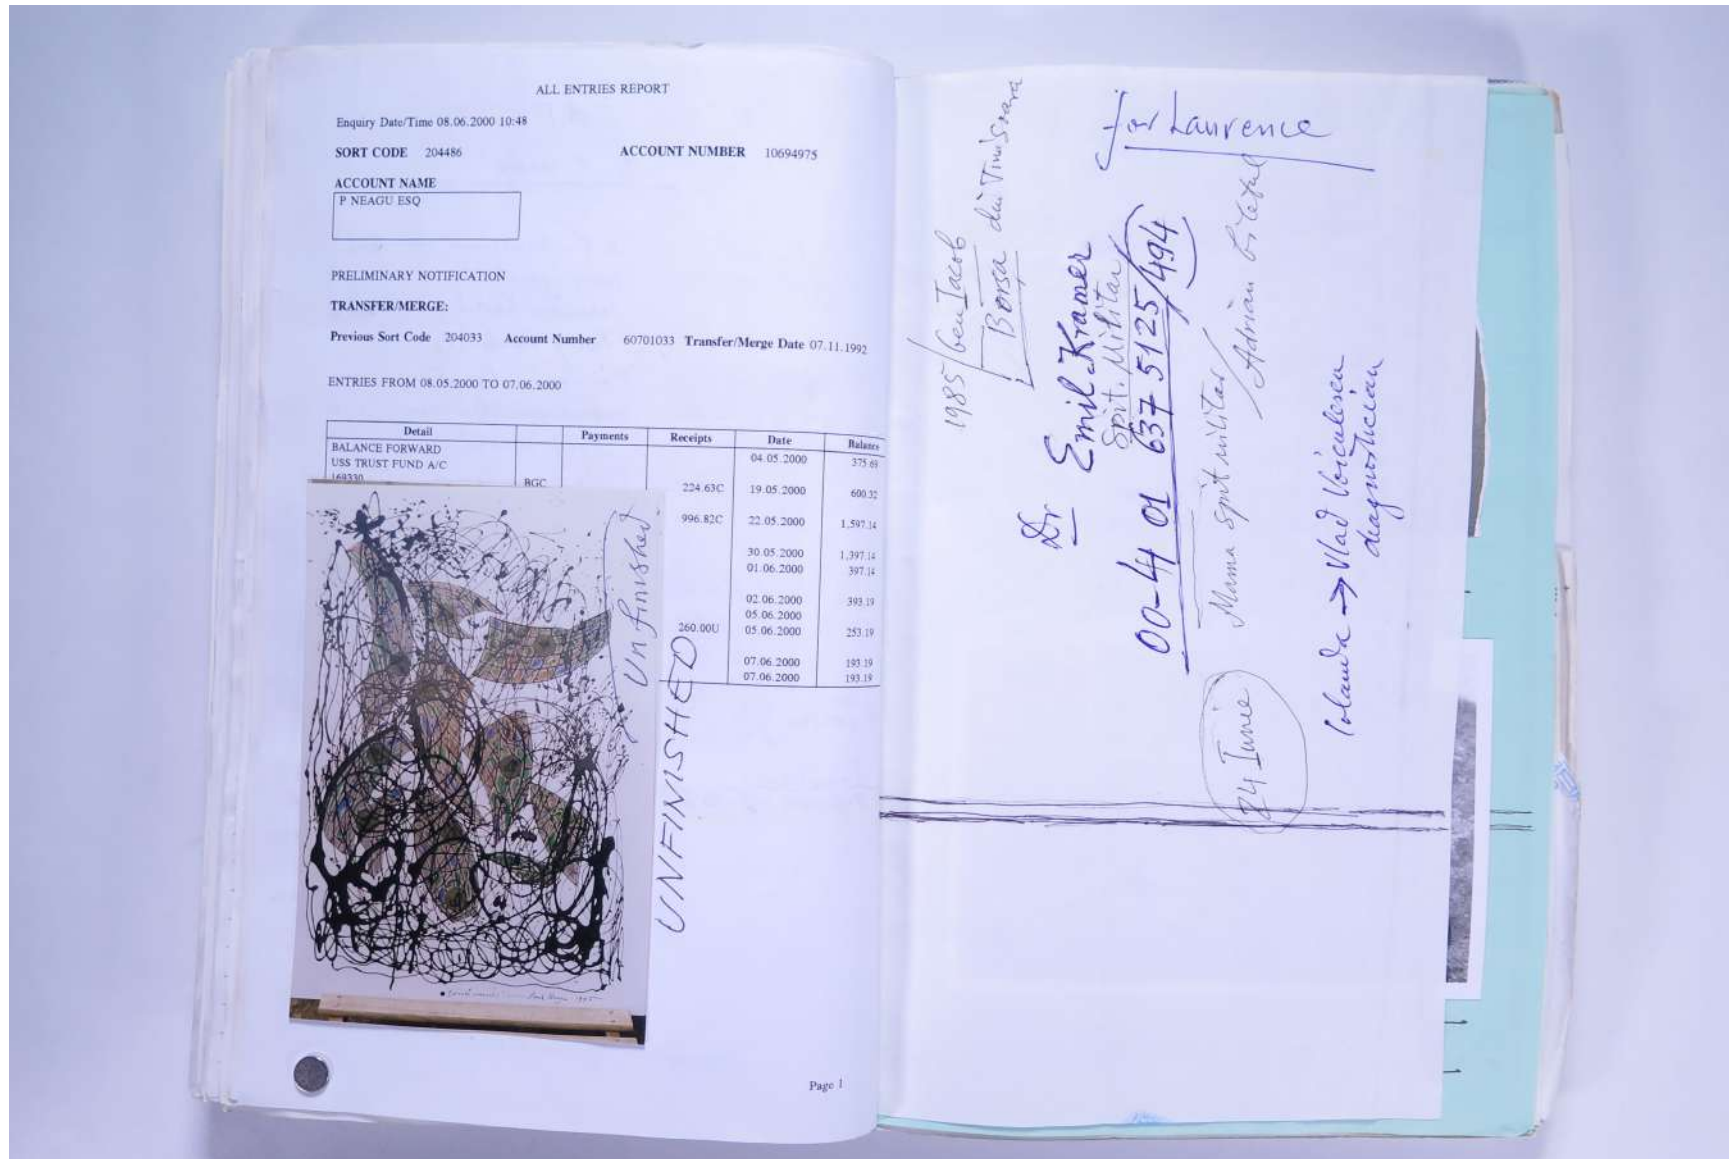 ALL ENTRIES REPORT
Enquiry Date/Time 08.06.2000 10:48
SORT CODE 204486 ACCOUNT NUMBER 10694975
ACCOUNT NAME
P NEAGU ESQ
PRELIMINARY NOTIFICATION
TRANSFER/MERGE:
Previous Sort Code 204033 Account Number 60701033 Transfer/Merge Date 07.11.1992
ENTRIES FROM 08.05.2000 TO 07.06.2000
Detail Payments Receipts Date Balance
BALANCE FORWARD 04.05.2000 375.69
USS TRUST FUND A/C
169330 BGC 224.63C 19.05.2000 600.32
996.82C 22.05.2000 1,597.14
30.05.2000 1,397.14
01.06.2000 397.14
02.06.2000 393.19
05.06.2000
260.00U 05.06.2000 253.19
07.06.2000 193.19
07.06.2000 193.19
Unfinished
UNFINISHED
Page 1
1985/ Iacob
Borsa din Timisoara
Dr Emil Kramer
Spit. Militar
00-4 01 637 5125/494
Mama Spit militar / Adrian
24 Iunie
for Laurence
Iolanda → Vlad Voiculescu
diagnostician